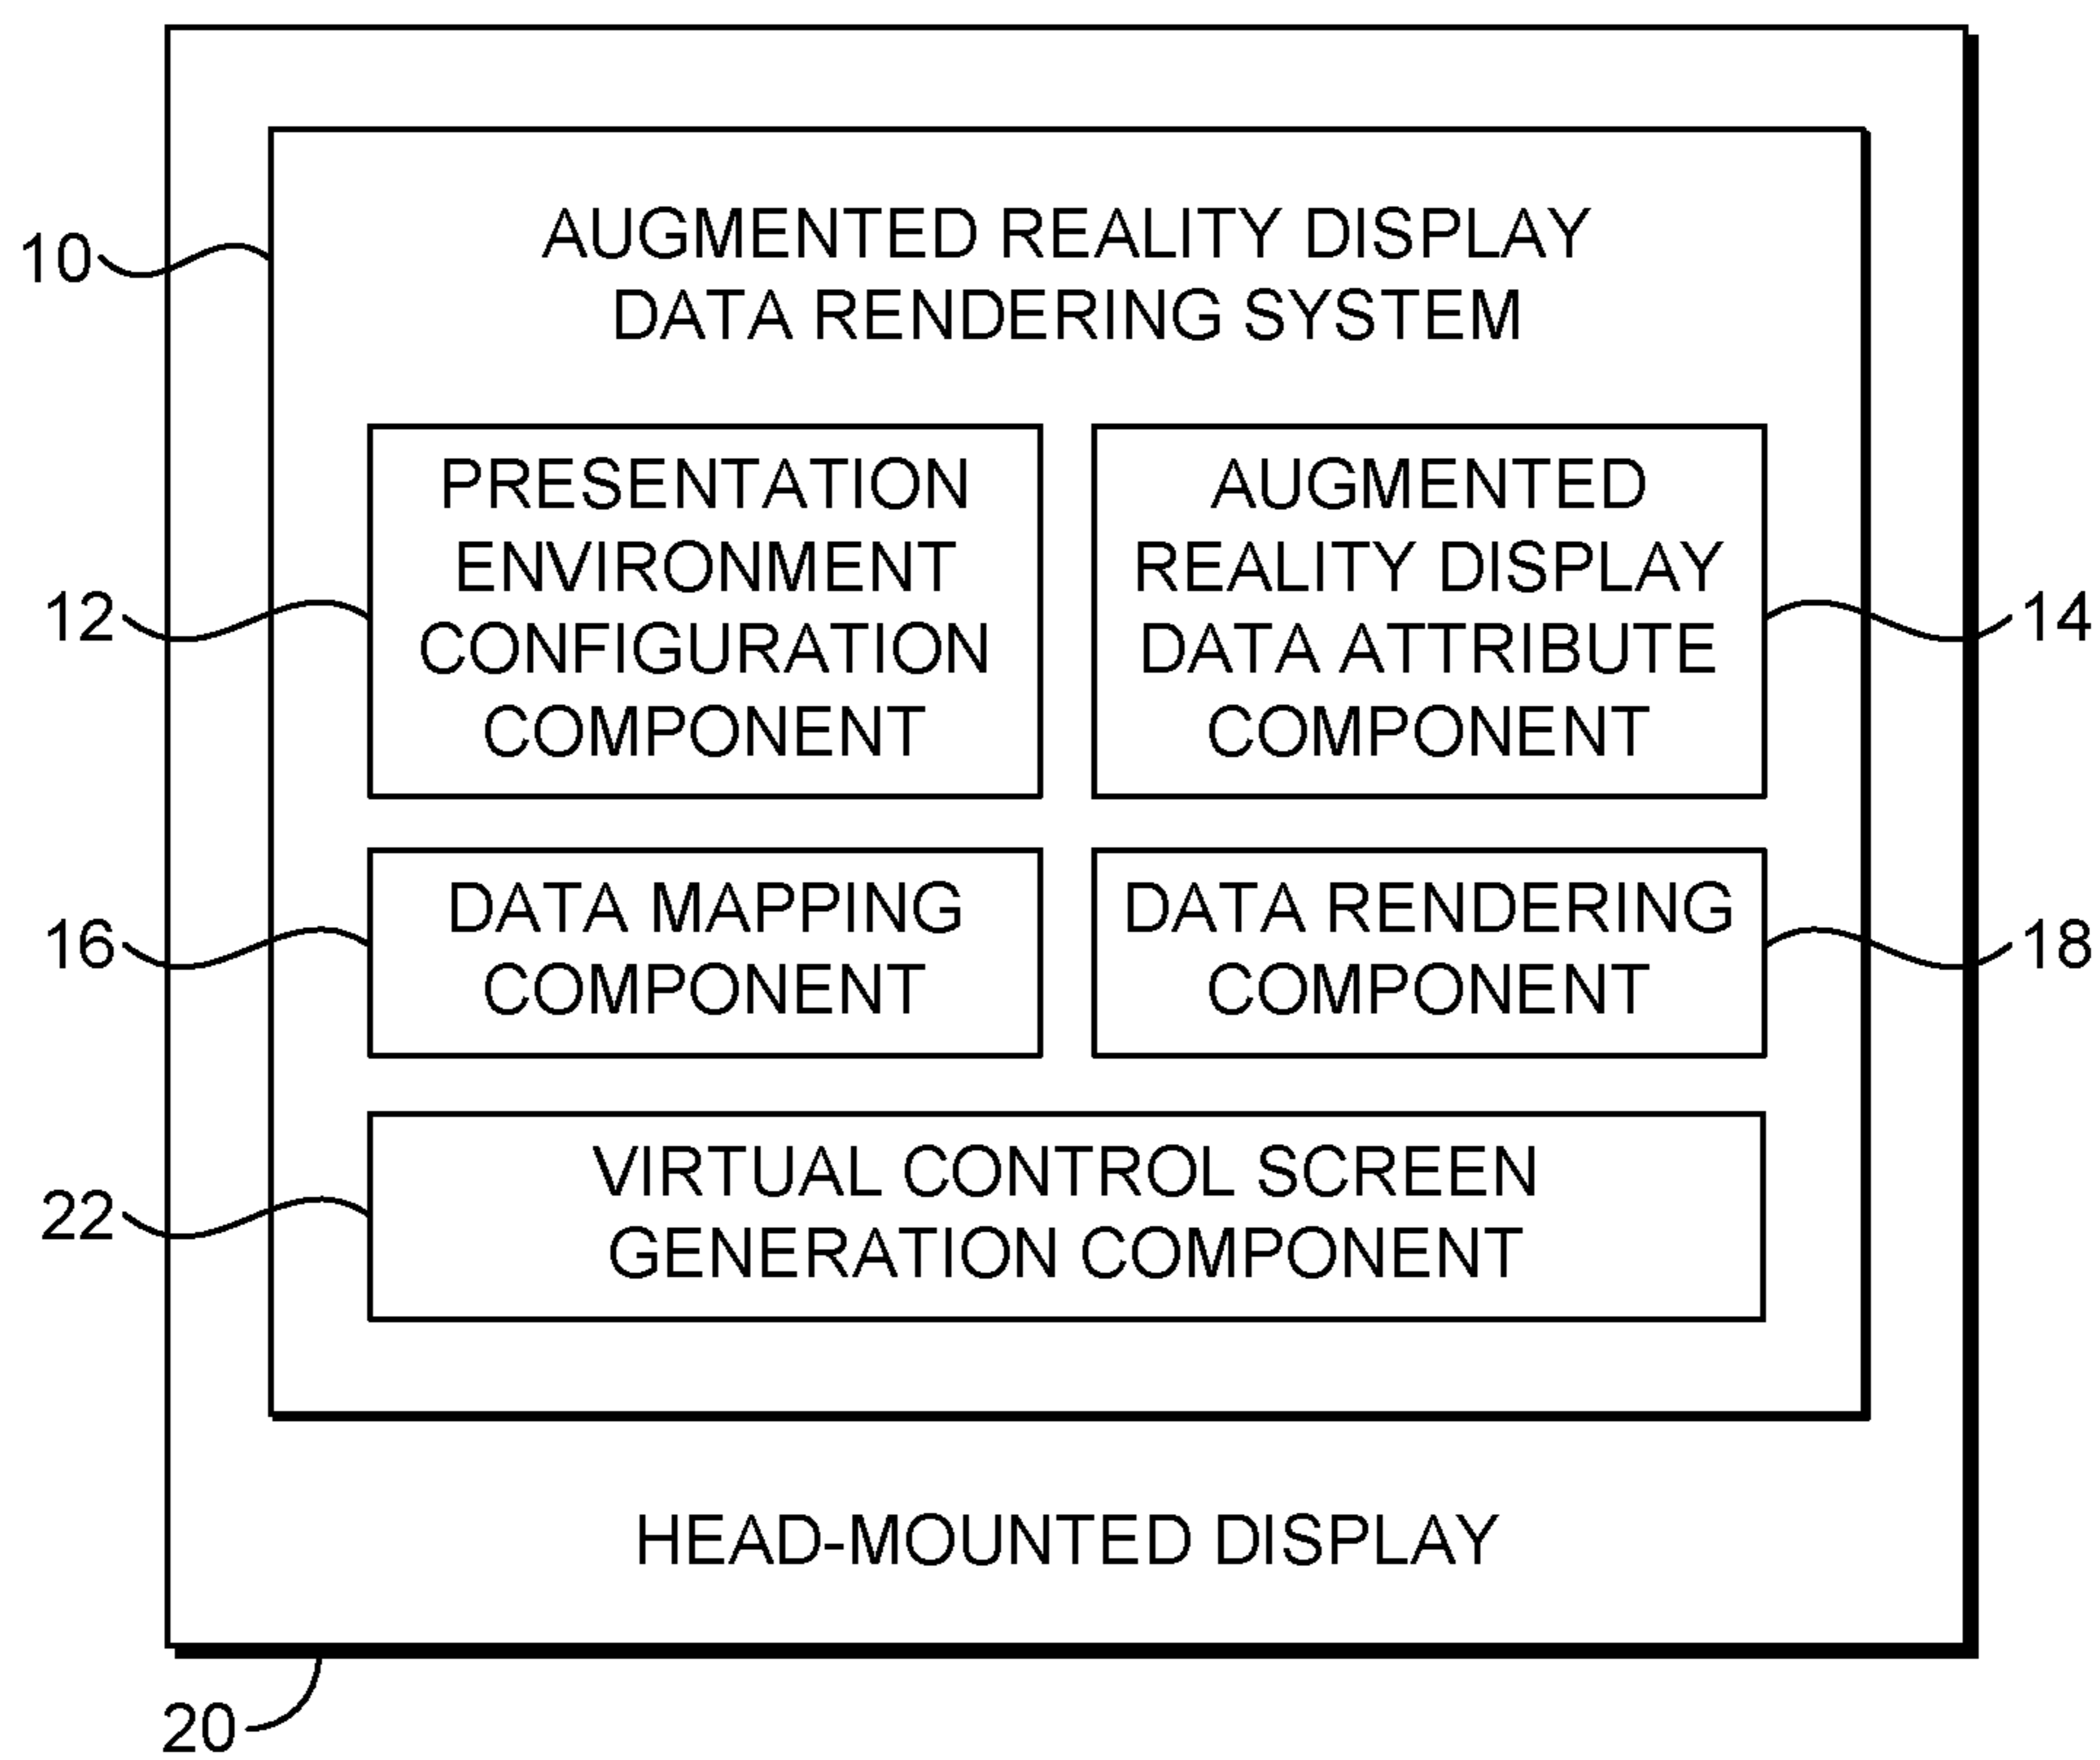 10
AUGMENTED REALITY DISPLAY
DATA RENDERING SYSTEM
12
PRESENTATION
ENVIRONMENT
CONFIGURATION
COMPONENT
AUGMENTED
REALITY DISPLAY
DATA ATTRIBUTE
COMPONENT
14
16
DATA MAPPING
COMPONENT
DATA RENDERING
COMPONENT
18
22
VIRTUAL CONTROL SCREEN
GENERATION COMPONENT
HEAD-MOUNTED DISPLAY
20